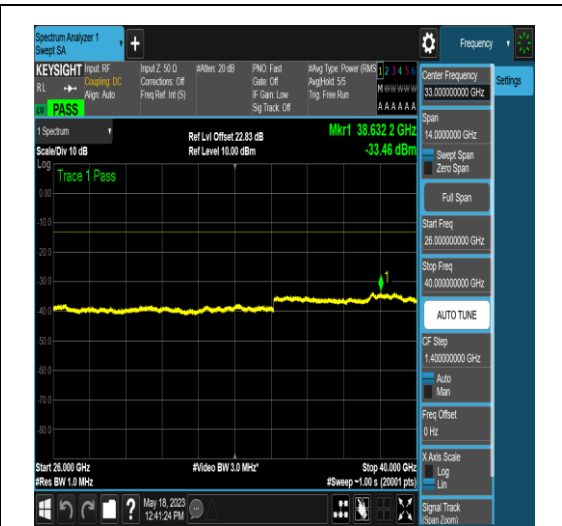 Spectrum Analyzer 1
Swept SA
+
Frequency
KEYSIGHT
RL
Input: RF
Coupling: DC
Align: Auto
Input Z: 50 Ω
Corrections: Off
Freq Ref: Int (S)
#Atten: 20 dB
PNO: Fast
Gate: Off
IF Gain: Low
Sig Track: Off
#Avg Type: Power (RMS
Avg|Hold: 5/5
Trig: Free Run
1 2 3 4 5 6
M W W W W W
A A A A A A
PASS
Center Frequency
33.000000000 GHz
Settings
Span
14.0000000 GHz
Swept Span
Zero Span
Full Span
Start Freq
26.000000000 GHz
Stop Freq
40.000000000 GHz
AUTO TUNE
CF Step
1.400000000 GHz
Auto
Man
Freq Offset
0 Hz
X Axis Scale
Log
Lin
Signal Track
(Span Zoom)
1 Spectrum
Scale/Div 10 dB
Ref Lvl Offset 22.83 dB
Ref Level 10.00 dBm
Mkr1 38.632 2 GHz
-33.46 dBm
Log
Trace 1 Pass
0.00
-10.0
-20.0
-30.0
-40.0
-50.0
-60.0
-70.0
-80.0
1
Start 26.000 GHz
#Res BW 1.0 MHz
#Video BW 3.0 MHz*
Stop 40.000 GHz
#Sweep ~1.00 s (20001 pts)
?
May 18, 2023
12:41:24 PM